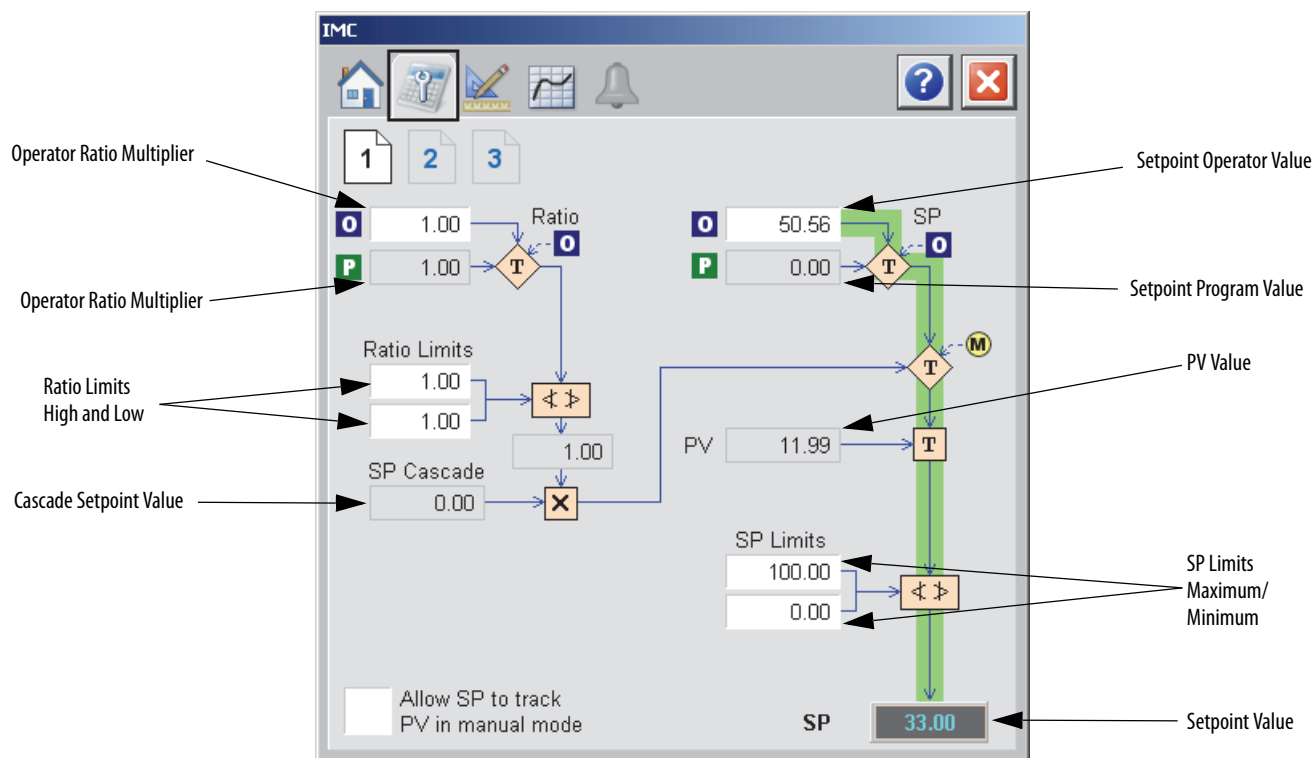 IMC
?
1
2
3
Operator Ratio Multiplier
Setpoint Operator Value
Ratio
SP
O 1.00
O
O 50.56
O
P 1.00
T
P 0.00
T
Operator Ratio Multiplier
Setpoint Program Value
M
Ratio Limits
T
PV Value
1.00
Ratio Limits
High and Low
1.00
1.00
PV 11.99
T
SP Cascade
Cascade Setpoint Value
0.00
×
SP Limits
100.00
0.00
SP Limits
Maximum/
Minimum
Allow SP to track
PV in manual mode
SP 33.00
Setpoint Value